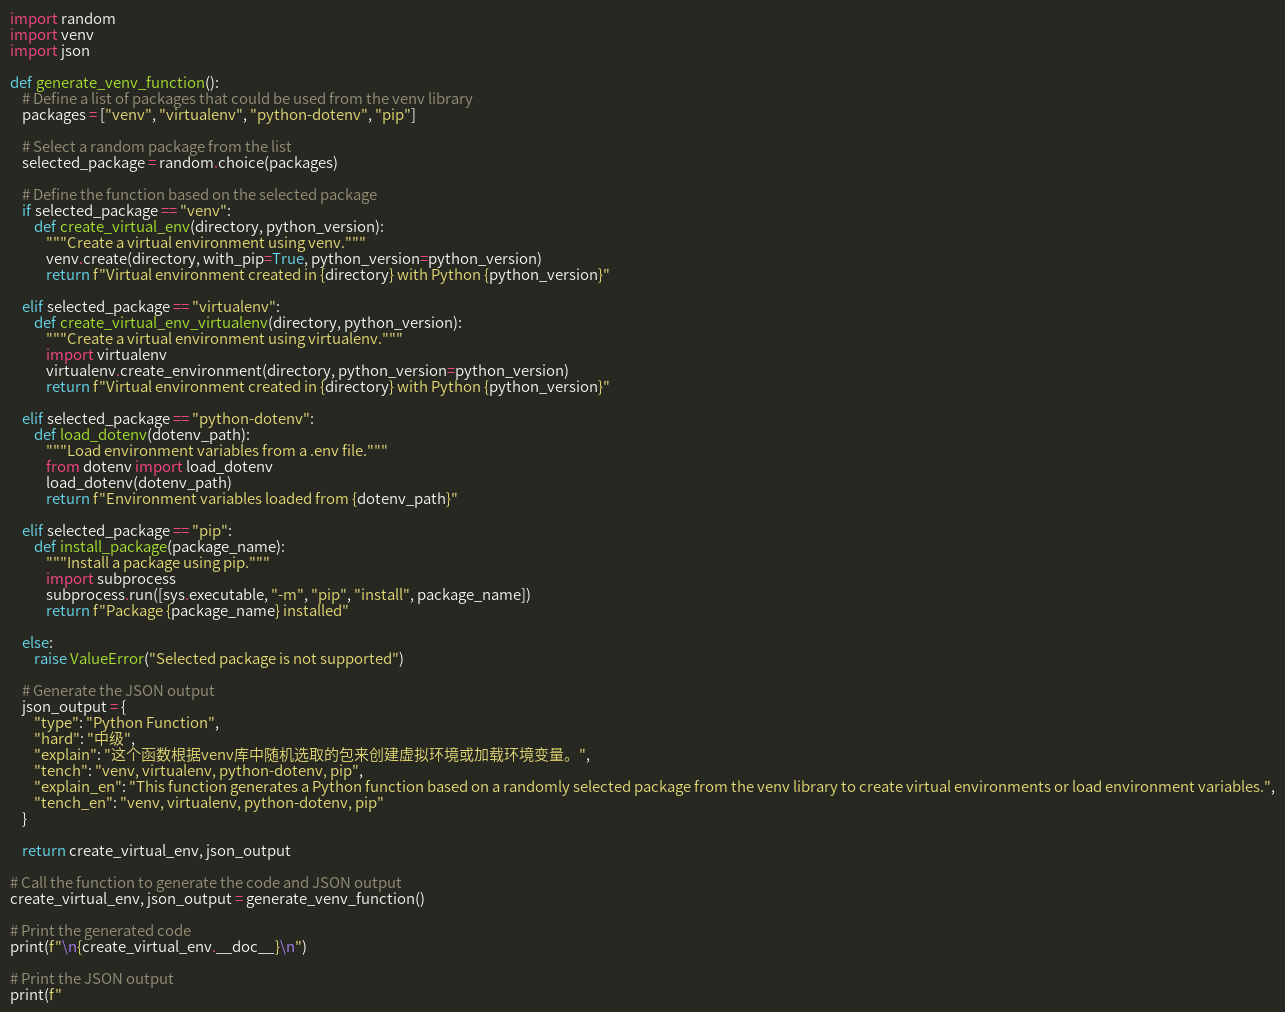 import random
import venv
import json

def generate_venv_function():
    # Define a list of packages that could be used from the venv library
    packages = ["venv", "virtualenv", "python-dotenv", "pip"]

    # Select a random package from the list
    selected_package = random.choice(packages)

    # Define the function based on the selected package
    if selected_package == "venv":
        def create_virtual_env(directory, python_version):
            """Create a virtual environment using venv."""
            venv.create(directory, with_pip=True, python_version=python_version)
            return f"Virtual environment created in {directory} with Python {python_version}"

    elif selected_package == "virtualenv":
        def create_virtual_env_virtualenv(directory, python_version):
            """Create a virtual environment using virtualenv."""
            import virtualenv
            virtualenv.create_environment(directory, python_version=python_version)
            return f"Virtual environment created in {directory} with Python {python_version}"

    elif selected_package == "python-dotenv":
        def load_dotenv(dotenv_path):
            """Load environment variables from a .env file."""
            from dotenv import load_dotenv
            load_dotenv(dotenv_path)
            return f"Environment variables loaded from {dotenv_path}"

    elif selected_package == "pip":
        def install_package(package_name):
            """Install a package using pip."""
            import subprocess
            subprocess.run([sys.executable, "-m", "pip", "install", package_name])
            return f"Package {package_name} installed"

    else:
        raise ValueError("Selected package is not supported")

    # Generate the JSON output
    json_output = {
        "type": "Python Function",
        "hard": "中级",
        "explain": "这个函数根据venv库中随机选取的包来创建虚拟环境或加载环境变量。",
        "tench": "venv, virtualenv, python-dotenv, pip",
        "explain_en": "This function generates a Python function based on a randomly selected package from the venv library to create virtual environments or load environment variables.",
        "tench_en": "venv, virtualenv, python-dotenv, pip"
    }

    return create_virtual_env, json_output

# Call the function to generate the code and JSON output
create_virtual_env, json_output = generate_venv_function()

# Print the generated code
print(f"\n{create_virtual_env.__doc__}\n")

# Print the JSON output
print(f"